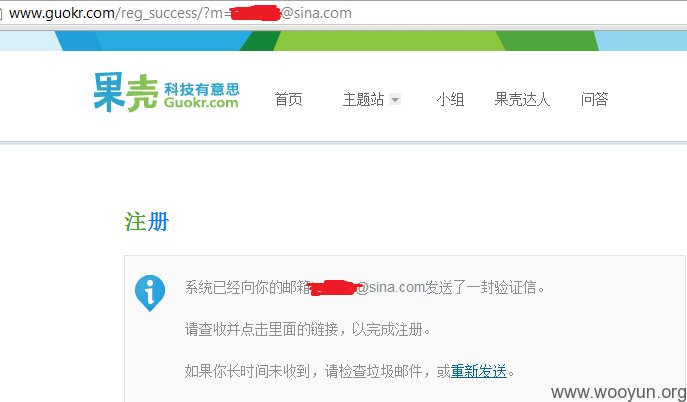 www.guokr.com/reg_success/?m=@sina.com
果壳 科技有意思
Guokr.com
首页 主题站 小组 果壳达人 问答
注册
系统已经向你的邮箱@sina.com发送了一封验证信。
请查收并点击里面的链接，以完成注册。
如果你长时间未收到，请检查垃圾邮件，或重新发送。
www.wooyun.org